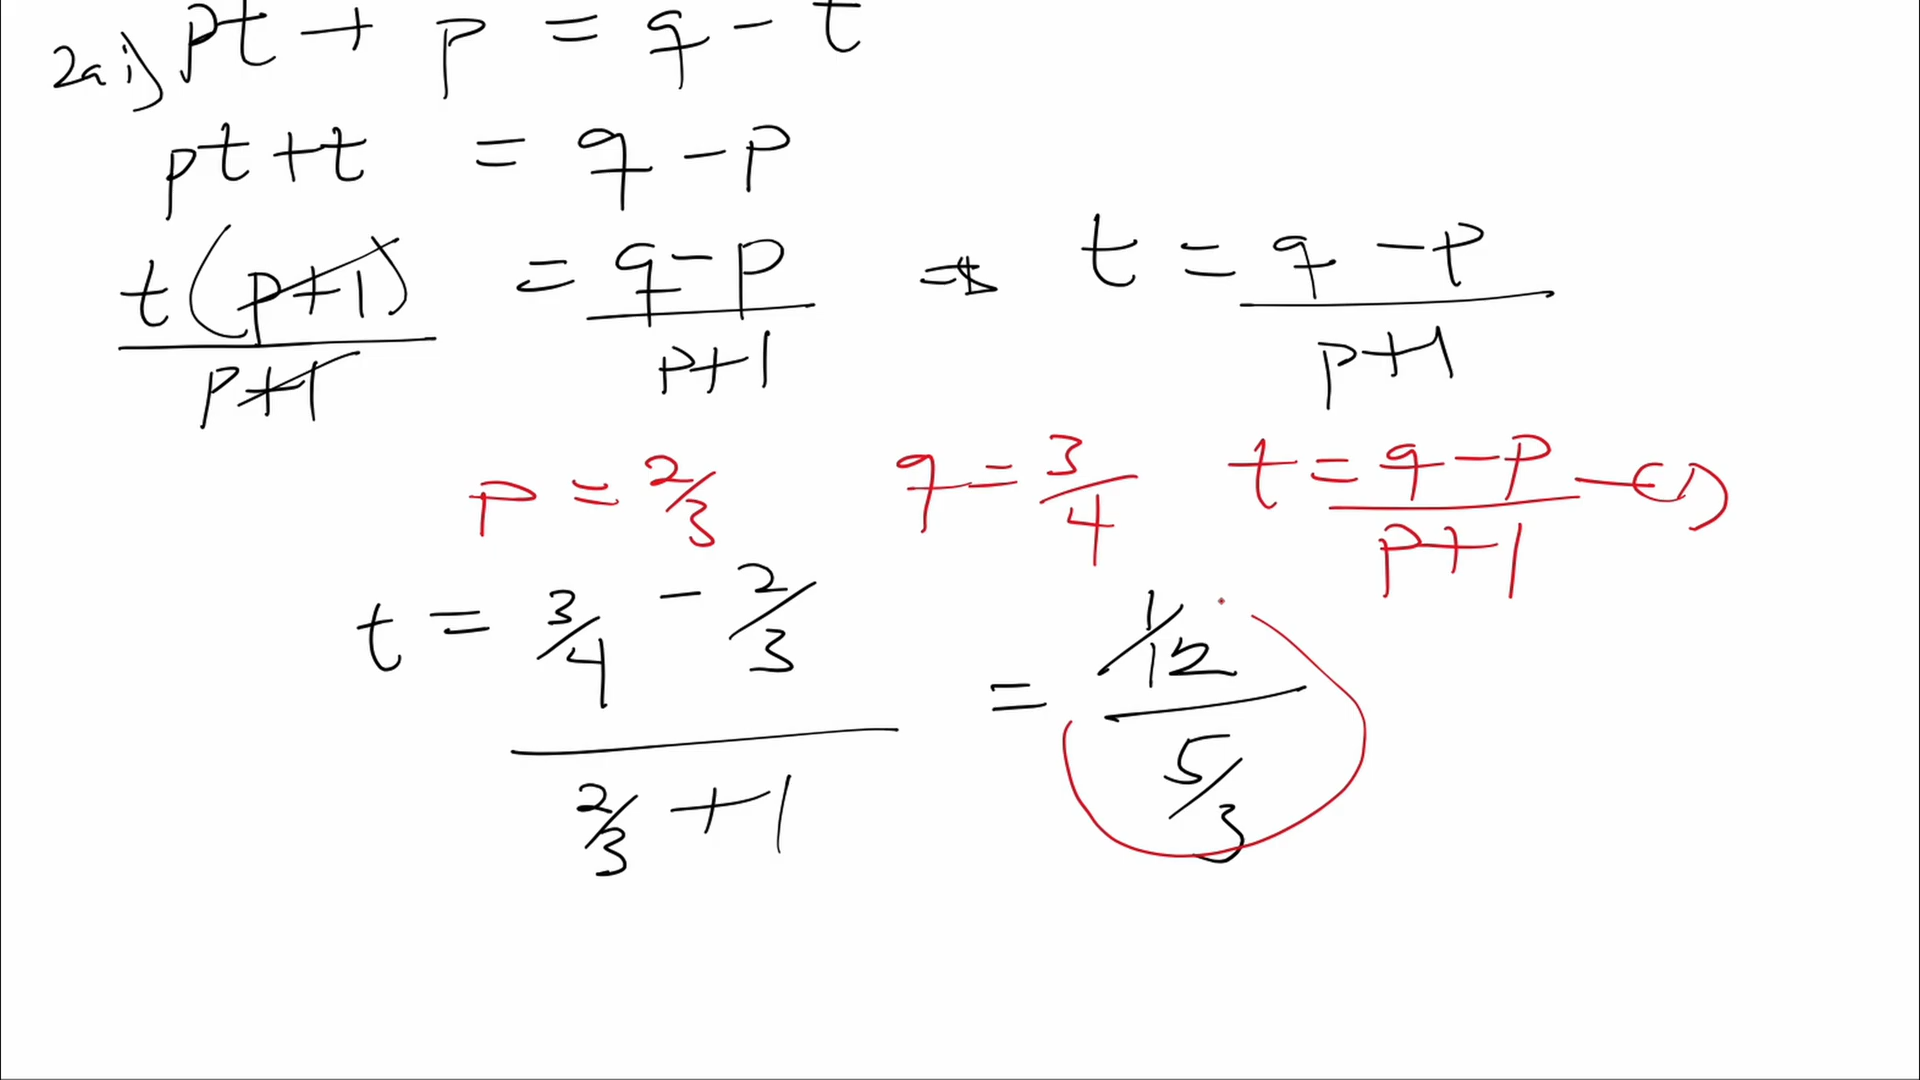 2a i) pt + p = q - t
pt + t = q - p
t(p+1)/p+1 = q-p/p+1 ⇒ t = q-p/p+1
p = 2/3 q = 3/4 t = q-p/p+1 —(1)
t = 3/4 - 2/3 / 2/3 + 1 = 1/12 / 5/3